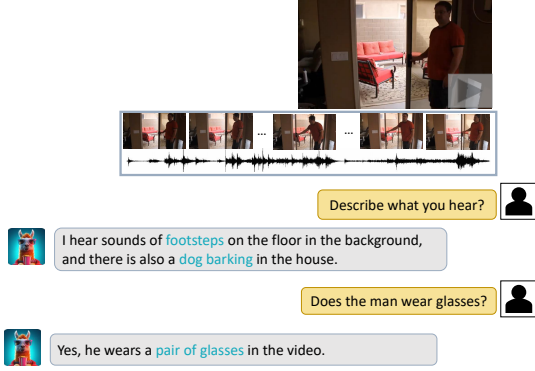 ...
...
Describe what you hear?
I hear sounds of footsteps on the floor in the background,
and there is also a dog barking in the house.
Does the man wear glasses?
Yes, he wears a pair of glasses in the video.